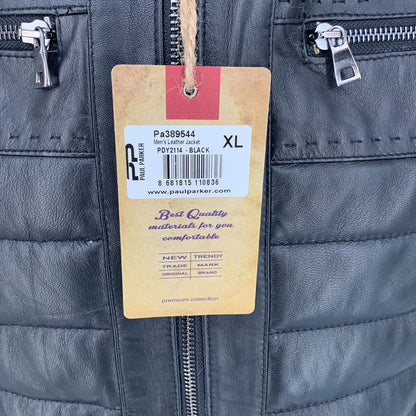 Pa389544
Men's Leather Jacket
PDY2114 - BLACK
XL
PP
PAUL PARKER
8 681815 110836
www.paulparker.com
Best Quality
materials for you
comfortable
NEW TRENDY
TRADE MARK
ORIGINAL BRAND
premium collection